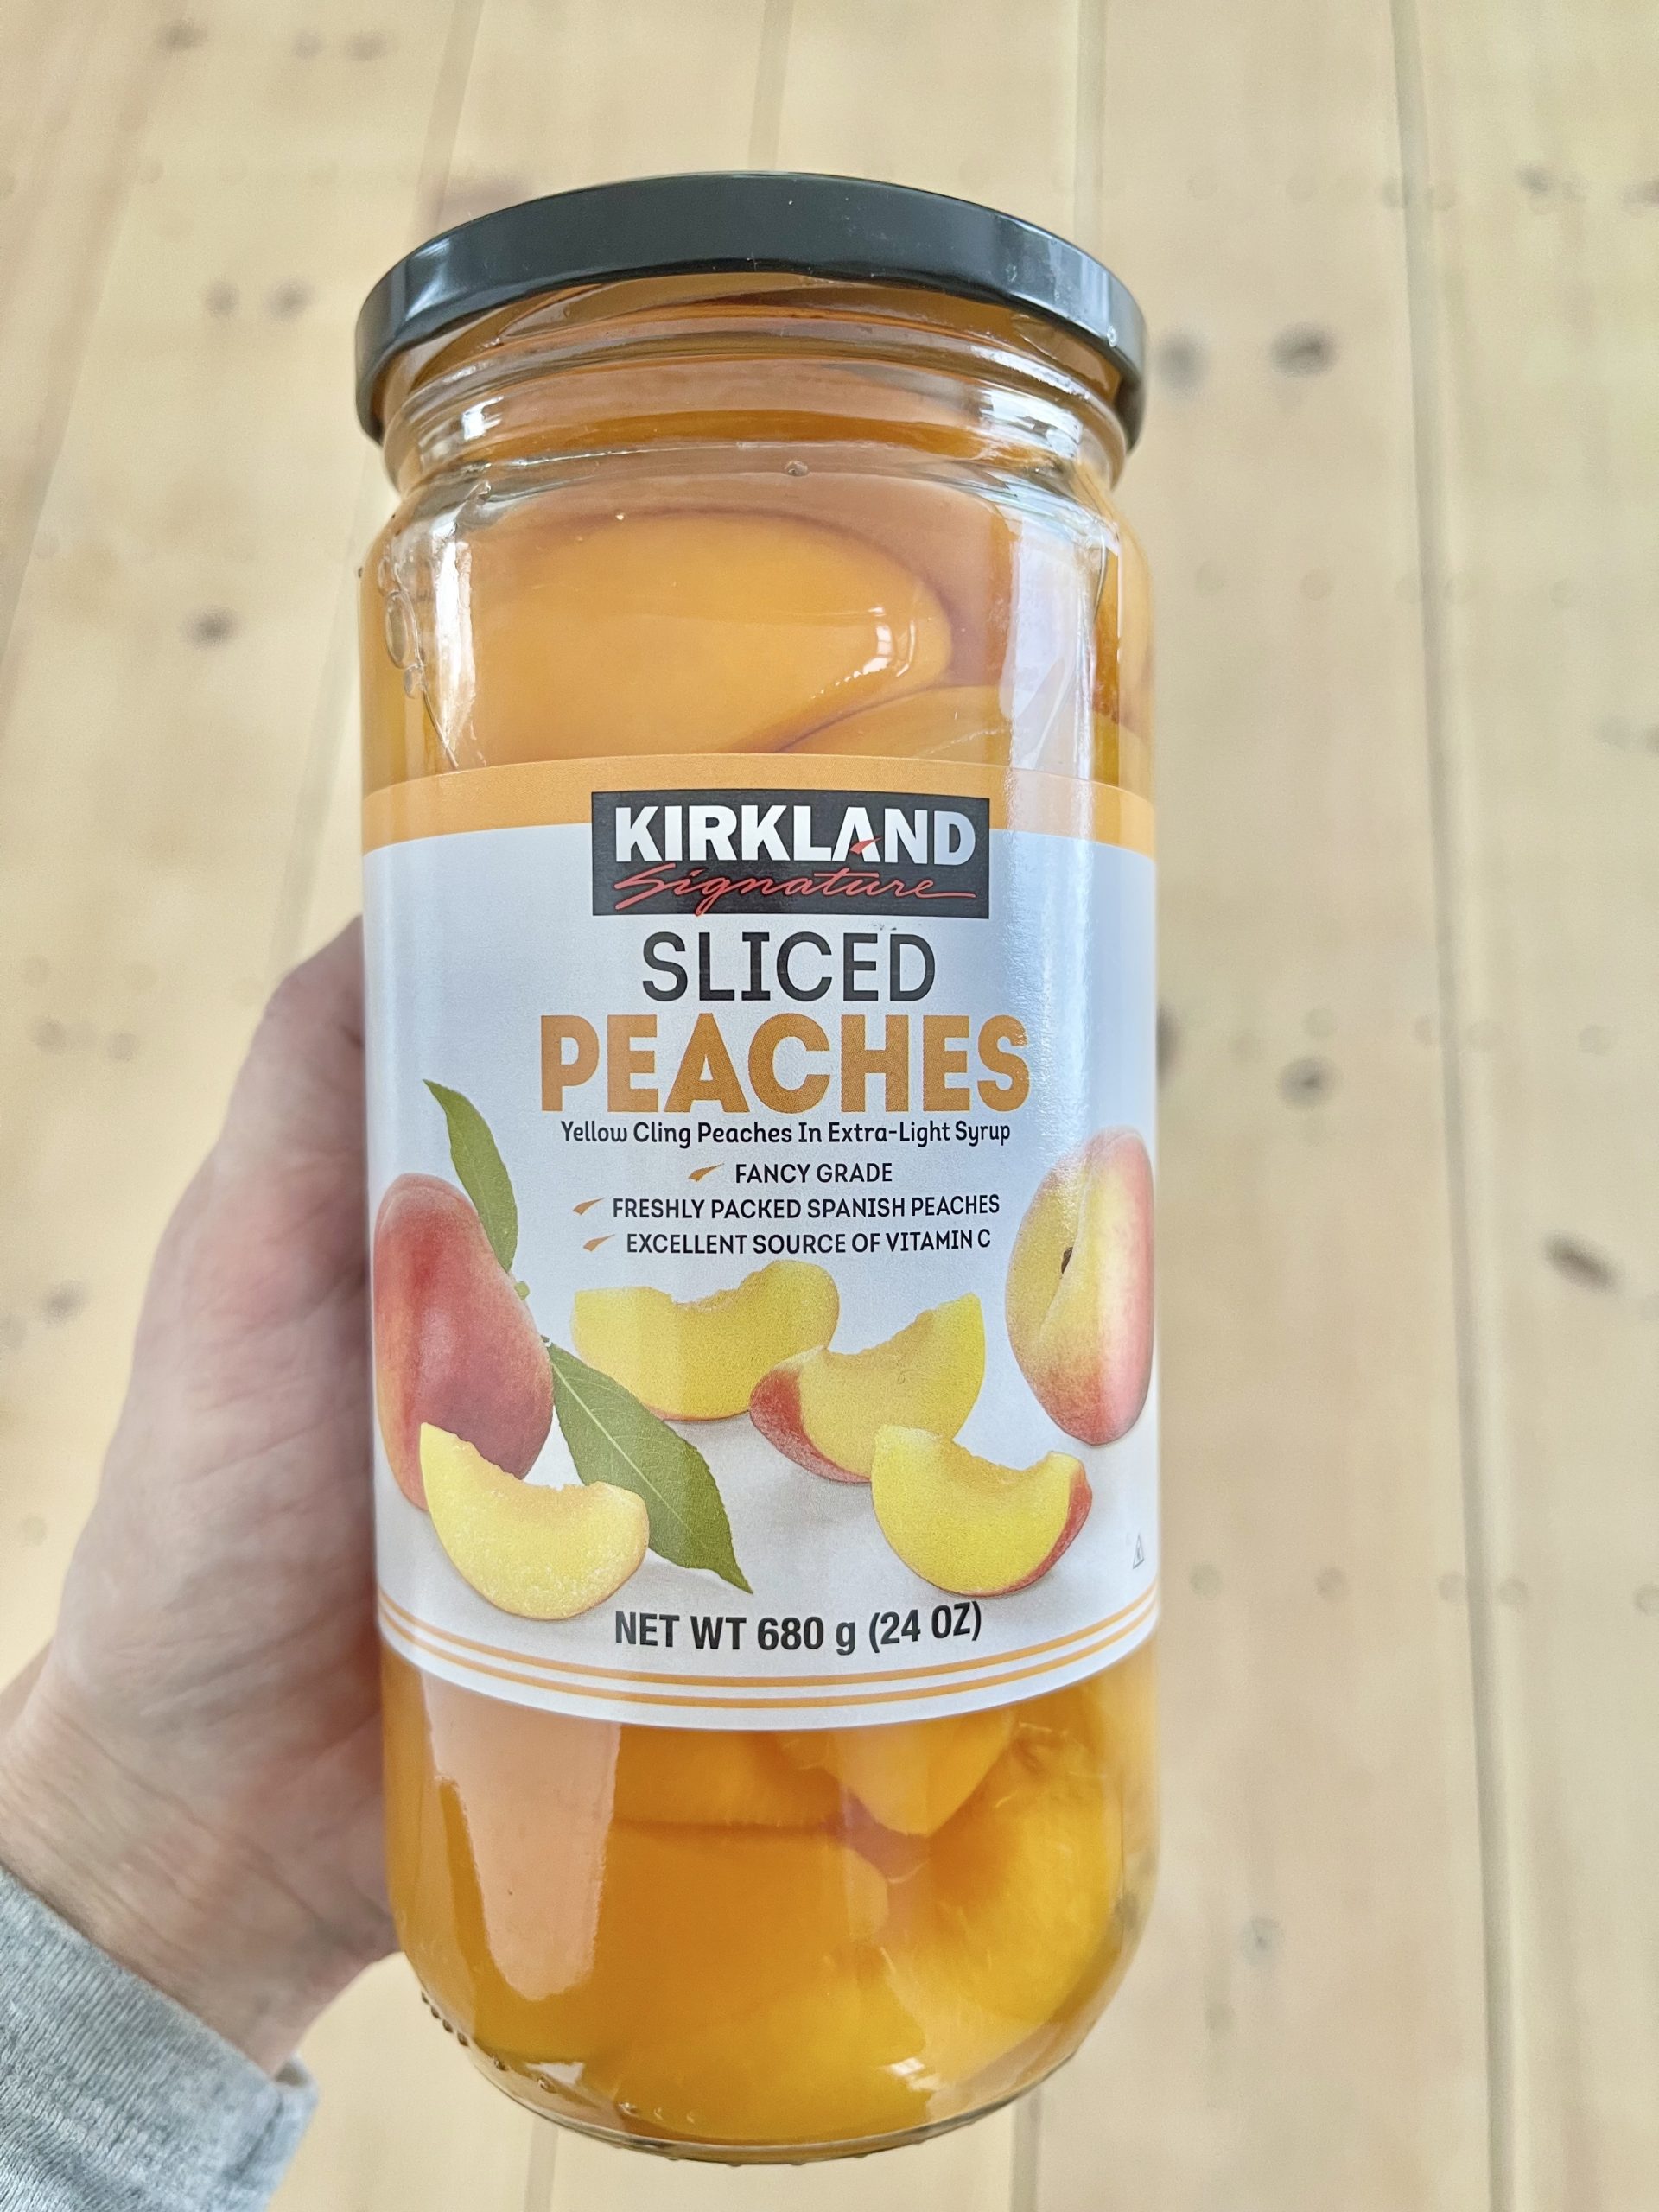 KIRKLAND
Signature
SLICED
PEACHES
Yellow Cling Peaches In Extra-Light Syrup
FANCY GRADE
FRESHLY PACKED SPANISH PEACHES
EXCELLENT SOURCE OF VITAMIN C
NET WT 680 g (24 OZ)